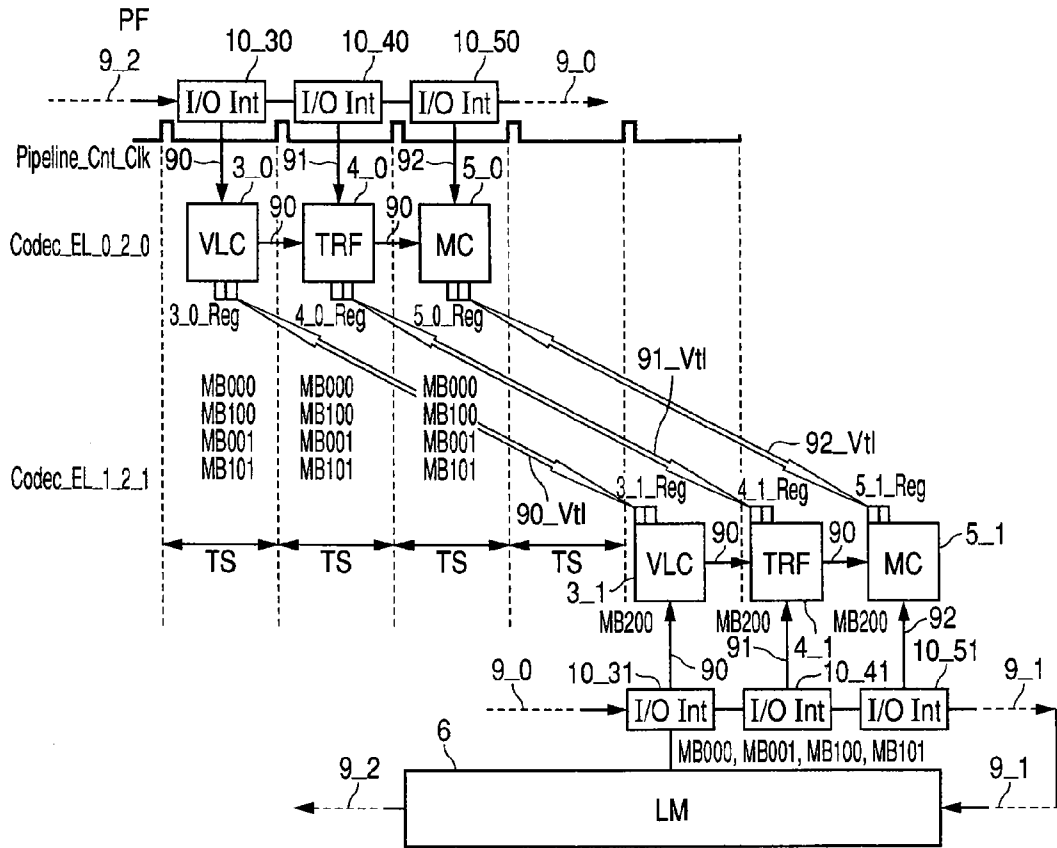 PF
9_2
10_30
10_40
10_50
9_0
I/O Int
I/O Int
I/O Int
Pipeline_Cnt_Clk
90
3_0
91
4_0
92
5_0
Codec_EL_0_2_0
VLC
90
TRF
90
MC
3_0_Reg
4_0_Reg
5_0_Reg
91_Vtl
92_Vtl
MB000
MB100
MB001
MB101
MB000
MB100
MB001
MB101
MB000
MB100
MB001
MB101
Codec_EL_1_2_1
90_Vtl
3_1_Reg
4_1_Reg
5_1_Reg
TS
TS
TS
TS
3_1
VLC
90
TRF
90
MC
5_1
MB200
MB200
MB200
90
91
4_1
92
9_0
10_31
10_41
10_51
9_1
I/O Int
I/O Int
I/O Int
6
MB000, MB001, MB100, MB101
9_2
LM
9_1